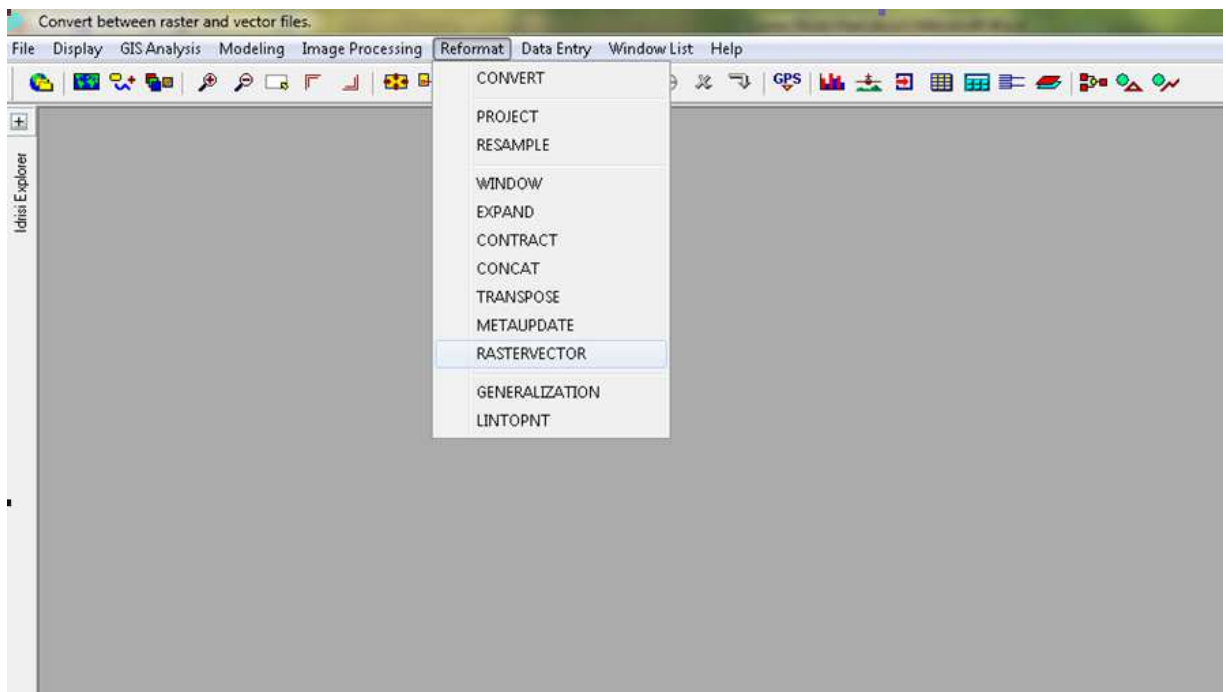 Convert between raster and vector files.
File Display GIS Analysis Modeling Image Processing Reformat Data Entry Window List Help
GPS
CONVERT
PROJECT
RESAMPLE
WINDOW
EXPAND
CONTRACT
CONCAT
TRANSPOSE
METAUPDATE
RASTERVECTOR
GENERALIZATION
LINTOPNT
Idrisi Explorer